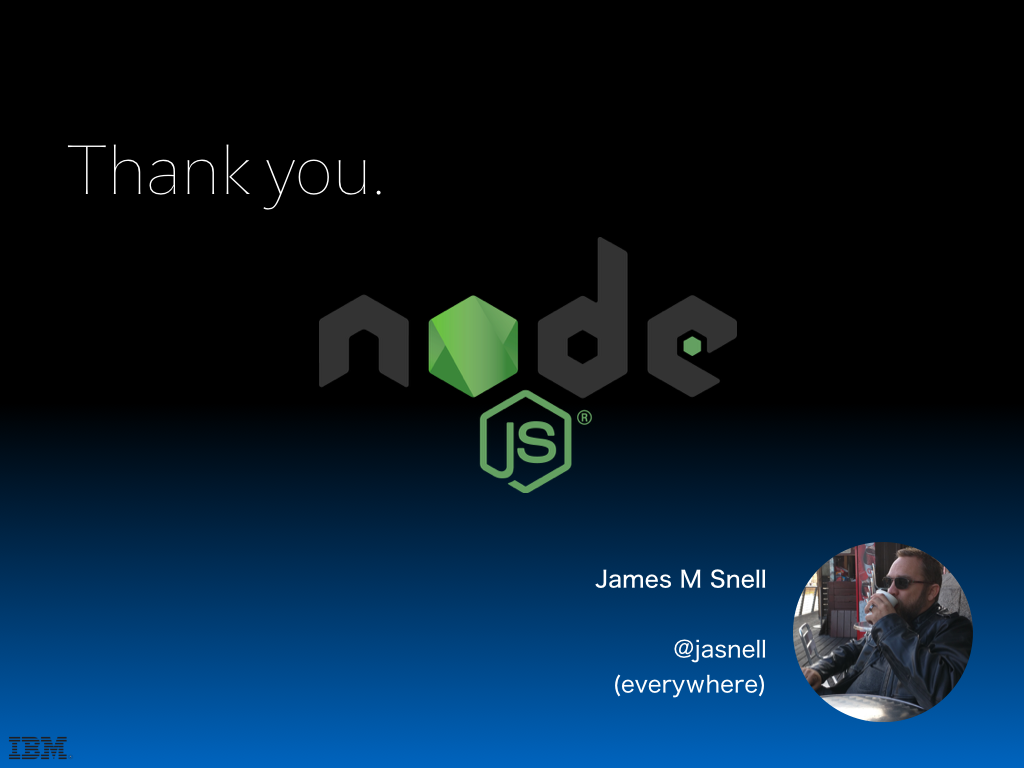 Thank you.
node
JS®
James M Snell
@jasnell
(everywhere)
IBM